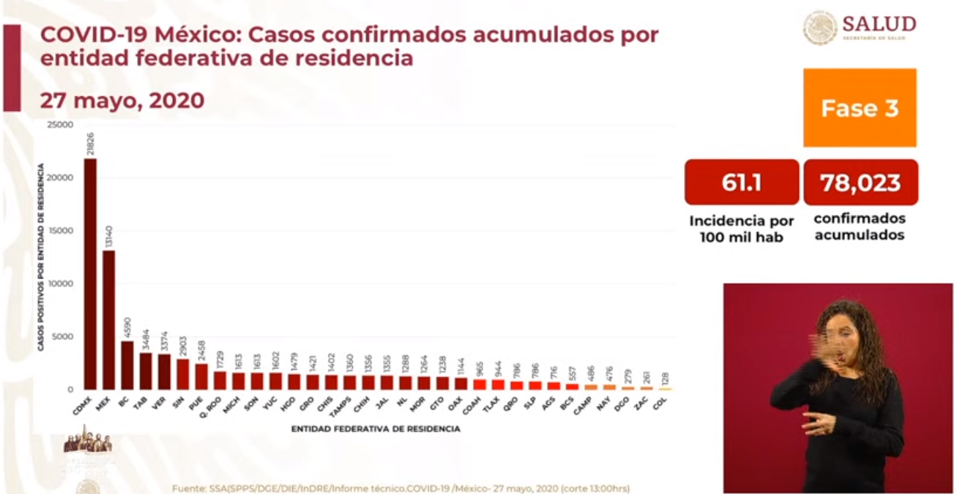 COVID-19 México: Casos confirmados acumulados por
entidad federativa de residencia
27 mayo, 2020
SALUD
SECRETARÍA DE SALUD
Fase 3
61.1
Incidencia por
100 mil hab
78,023
confirmados
acumulados
CASOS POSITIVOS POR ENTIDAD DE RESIDENCIA
25000
20000
15000
10000
5000
0
21826
13140
4590
3484
3374
2903
2458
1729
1613
1613
1602
1479
1421
1402
1360
1356
1355
1288
1264
1238
1144
965
944
786
786
716
557
486
476
279
261
128
CDMX
MEX
BC
TAB
VER
SIN
PUE
Q. ROO
MICH
SON
YUC
HGO
GRO
CHIS
TAMPS
CHIH
JAL
NL
MOR
GTO
OAX
COAH
TLAX
QRO
SLP
AGS
BCS
CAMP
NAY
DGO
ZAC
COL
ENTIDAD FEDERATIVA DE RESIDENCIA
Fuente: SSA(SPPS/DGE/DIE/InDRE/Informe técnico.COVID-19 /México- 27 mayo, 2020 (corte 13:00hrs)